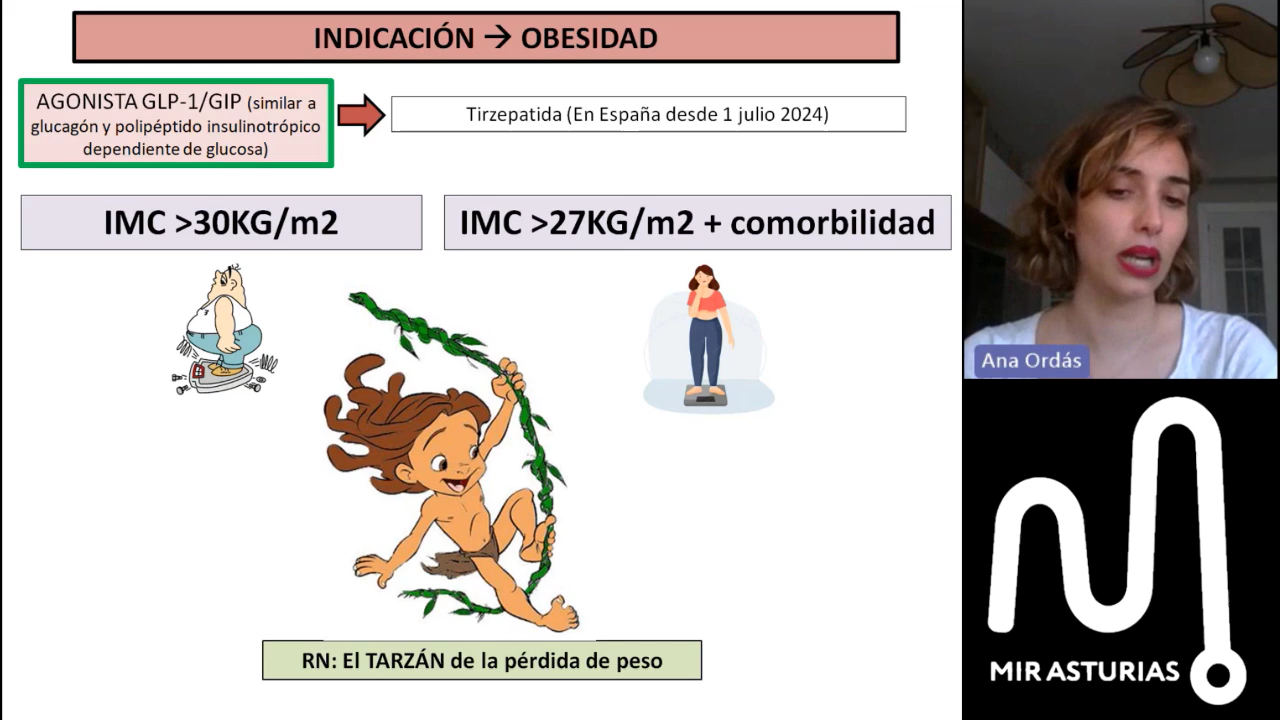 INDICACIÓN → OBESIDAD
AGONISTA GLP-1/GIP (similar a
glucagón y polipéptido insulinotrópico
dependiente de glucosa)
Tirzepatida (En España desde 1 julio 2024)
IMC >30KG/m2
IMC >27KG/m2 + comorbilidad
RN: El TARZÁN de la pérdida de peso
Ana Ordás
MIR ASTURIAS